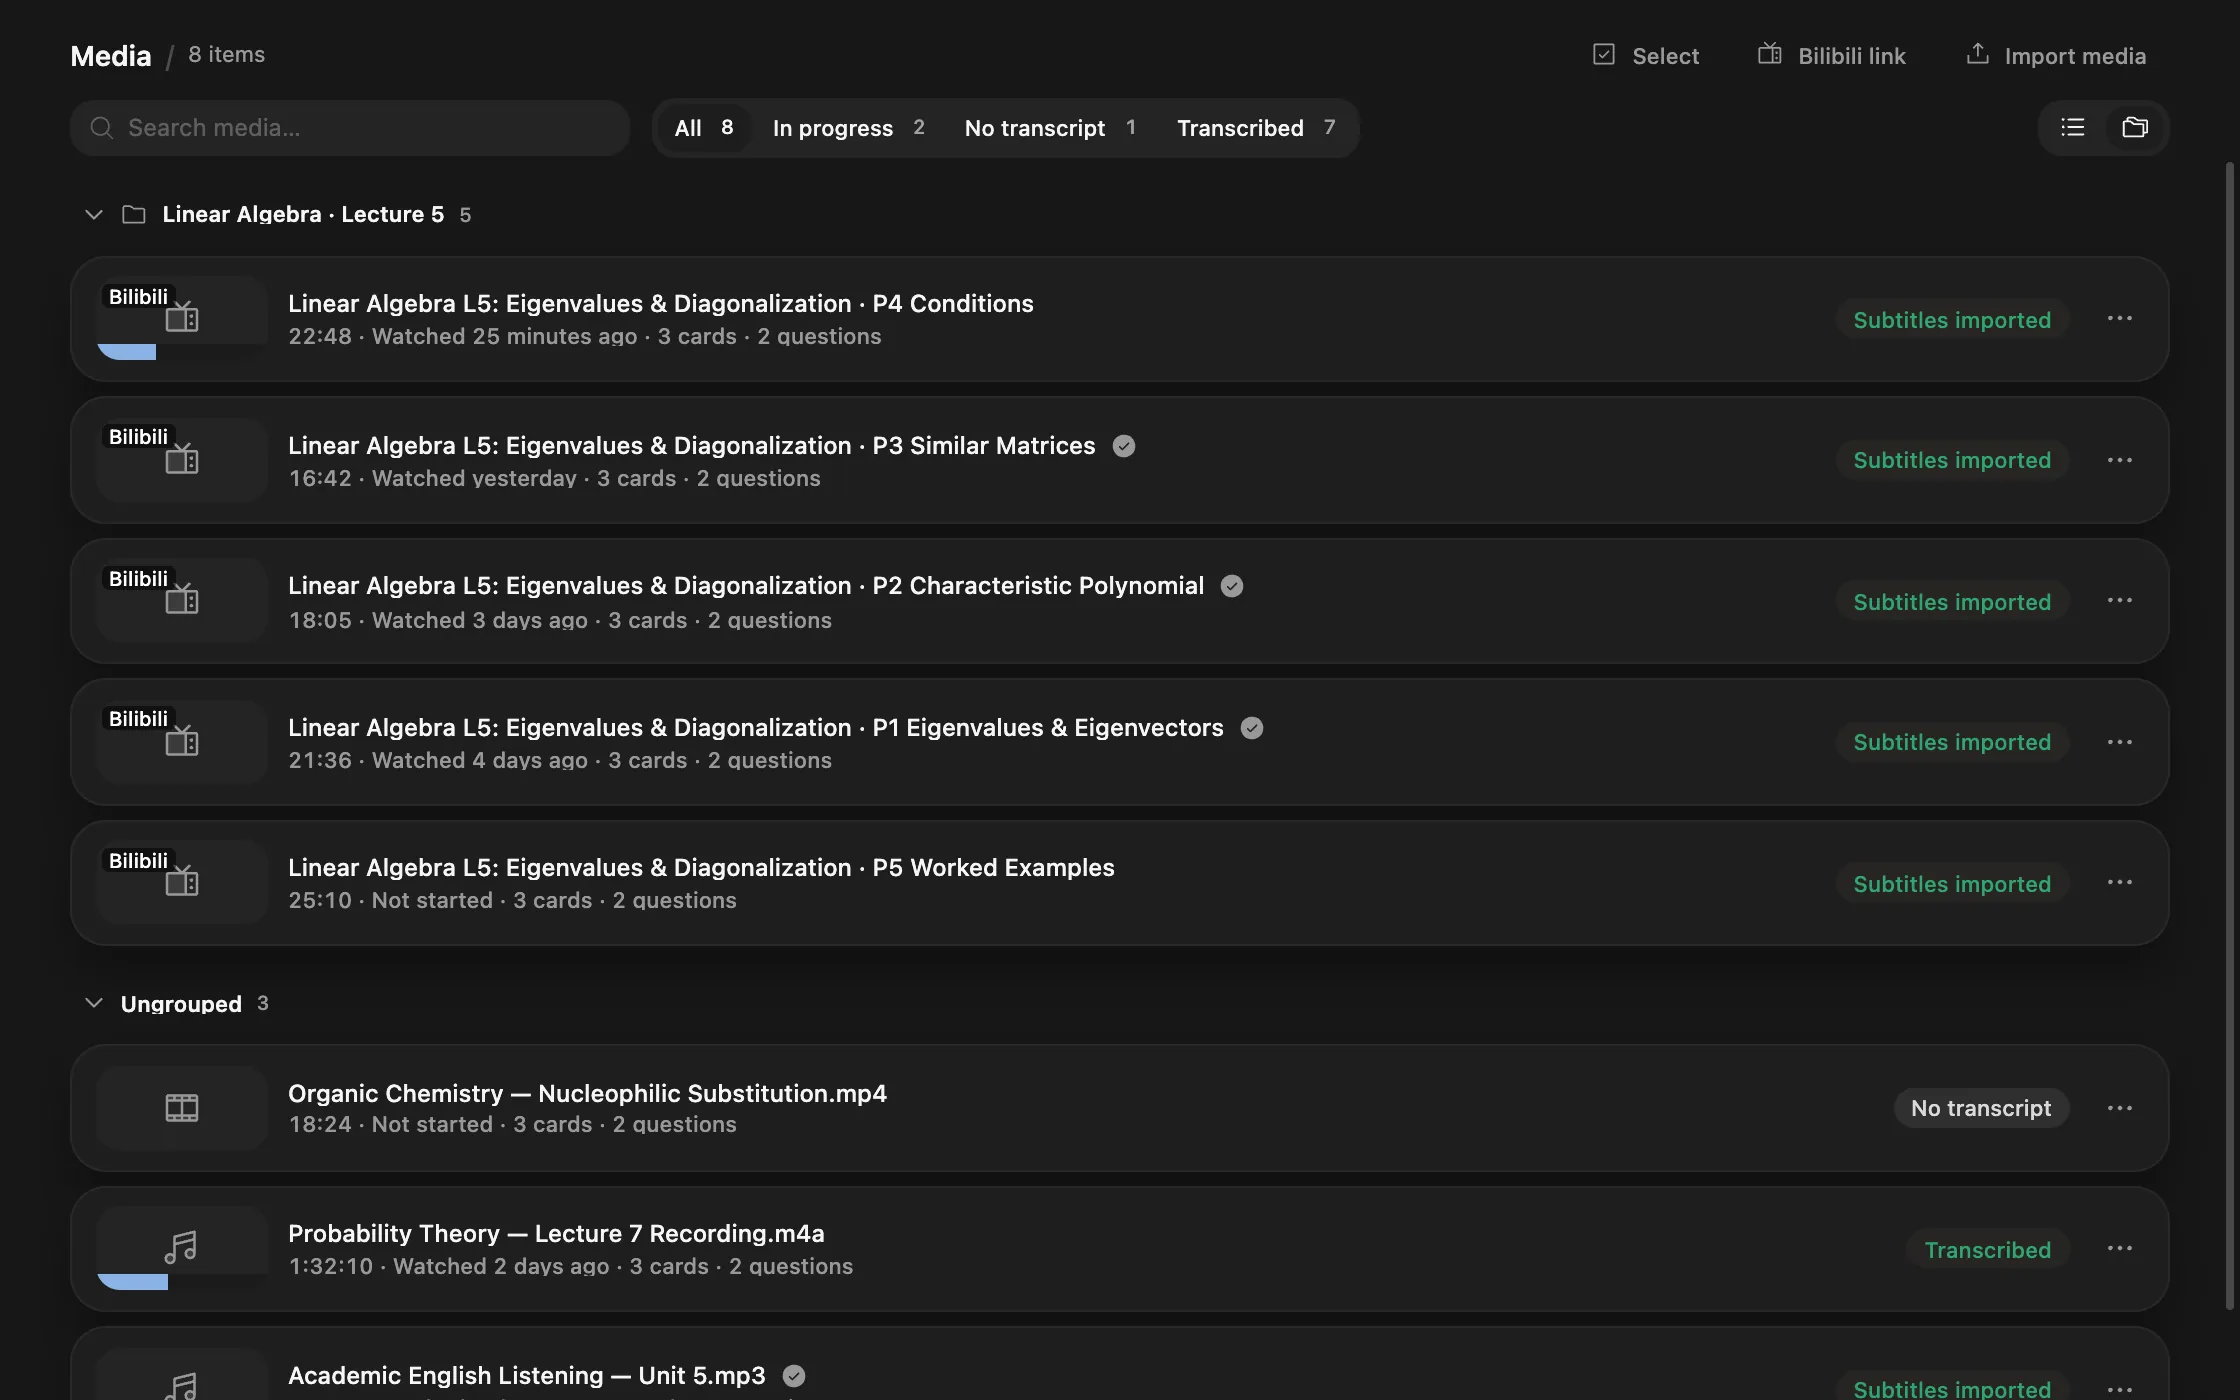 Media / 8 items
Select
Bilibili link
Import media
Search media...
All 8
In progress 2
No transcript 1
Transcribed 7
Linear Algebra · Lecture 5 5
Bilibili
Linear Algebra L5: Eigenvalues & Diagonalization · P4 Conditions
22:48 · Watched 25 minutes ago · 3 cards · 2 questions
Subtitles imported
Bilibili
Linear Algebra L5: Eigenvalues & Diagonalization · P3 Similar Matrices
16:42 · Watched yesterday · 3 cards · 2 questions
Subtitles imported
Bilibili
Linear Algebra L5: Eigenvalues & Diagonalization · P2 Characteristic Polynomial
18:05 · Watched 3 days ago · 3 cards · 2 questions
Subtitles imported
Bilibili
Linear Algebra L5: Eigenvalues & Diagonalization · P1 Eigenvalues & Eigenvectors
21:36 · Watched 4 days ago · 3 cards · 2 questions
Subtitles imported
Bilibili
Linear Algebra L5: Eigenvalues & Diagonalization · P5 Worked Examples
25:10 · Not started · 3 cards · 2 questions
Subtitles imported
Ungrouped 3
Organic Chemistry — Nucleophilic Substitution.mp4
18:24 · Not started · 3 cards · 2 questions
No transcript
Probability Theory — Lecture 7 Recording.m4a
1:32:10 · Watched 2 days ago · 3 cards · 2 questions
Transcribed
Academic English Listening — Unit 5.mp3
Subtitles imported